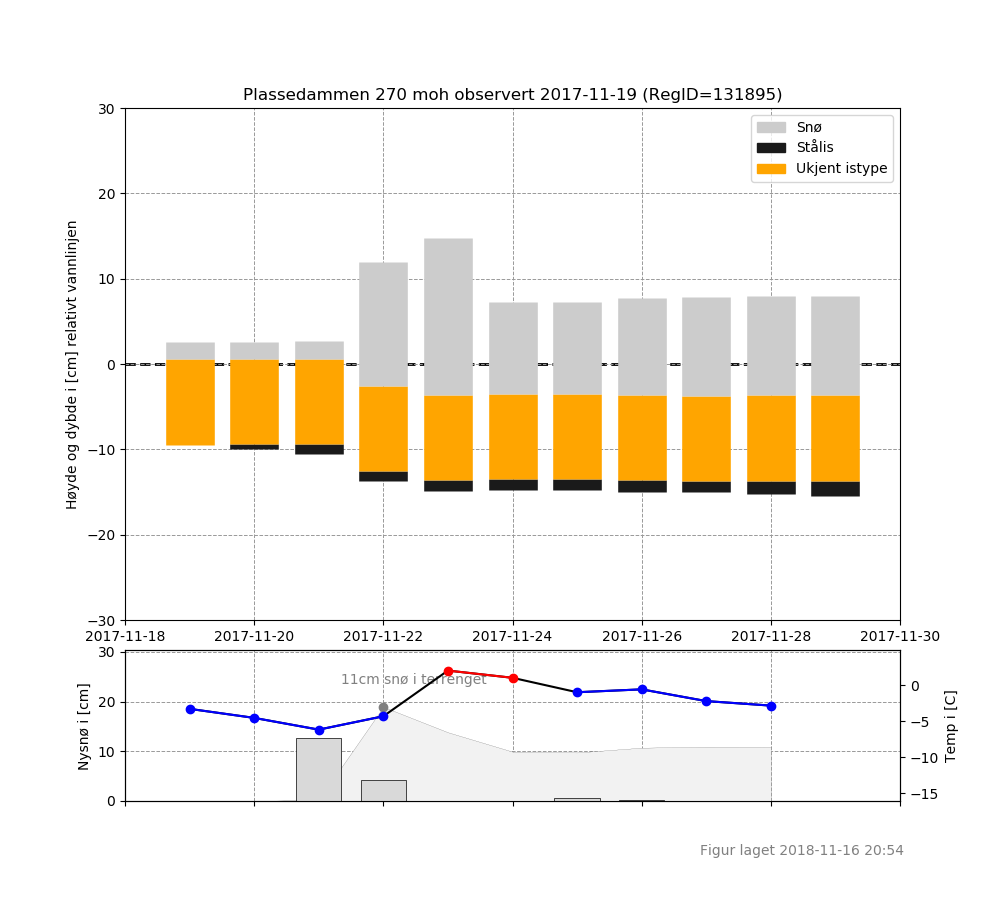 Plassedammen 270 moh observert 2017-11-19 (RegID=131895)
Snø
Stålis
Ukjent istype
Høyde og dybde i [cm] relativt vannlinjen
30
20
10
0
−10
−20
−30
2017-11-18 2017-11-20 2017-11-22 2017-11-24 2017-11-26 2017-11-28 2017-11-30
11cm snø i terrenget
Nysnø i [cm]
30
20
10
0
Temp i [C]
0
−5
−10
−15
Figur laget 2018-11-16 20:54